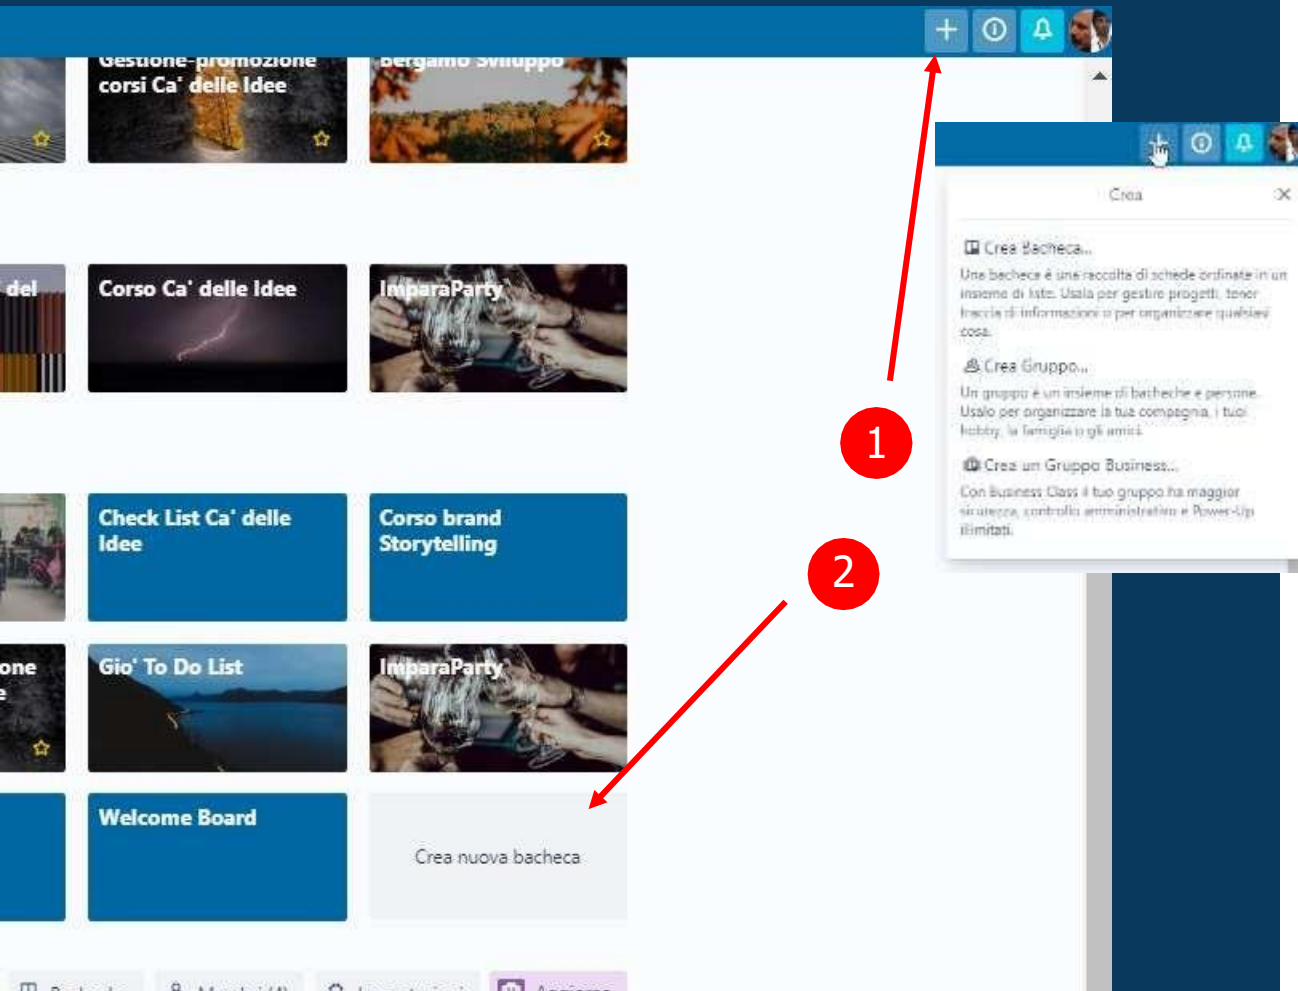 Gestione-promozione
corsi Ca' delle Idee
Bergamo Sviluppo
del
Corso Ca' delle Idee
ImparaParty
Check List Ca' delle
Idee
Corso brand
Storytelling
one
e
Gio' To Do List
ImparaParty
Welcome Board
Crea nuova bacheca
1
2
Crea
Crea Bacheca...
Una bacheca è una raccolta di schede ordinate in un
insieme di liste. Usala per gestire progetti, tener
traccia di informazioni o per organizzare qualsiasi
cosa.
Crea Gruppo...
Un gruppo è un insieme di bacheche e persone.
Usalo per organizzare la tua compagnia, i tuoi
hobby, la famiglia o gli amici.
Crea un Gruppo Business...
Con Business Class il tuo gruppo ha maggior
sicurezza, controllo amministrativo e Power-Up
illimitati.